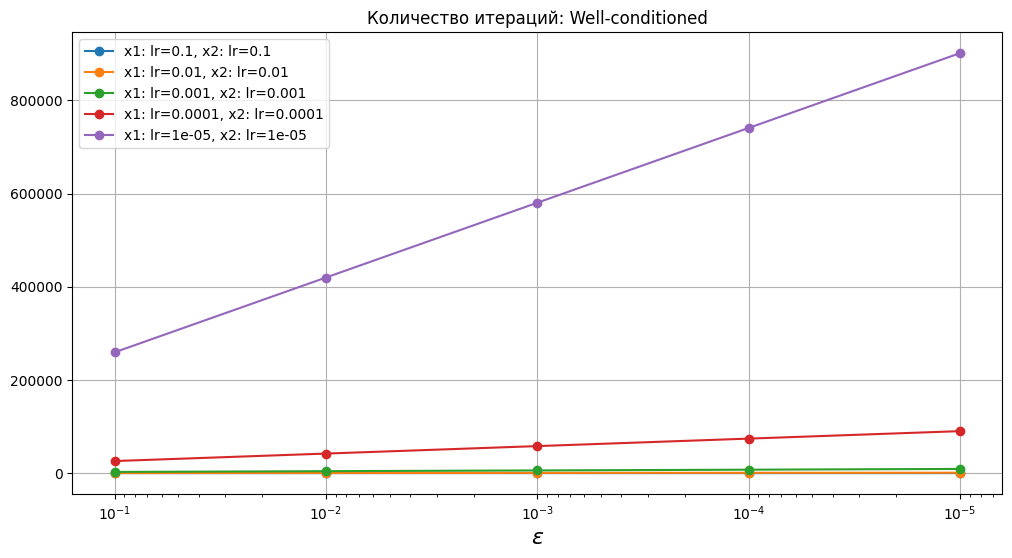 Количество итераций: Well-conditioned
x1: lr=0.1, x2: lr=0.1
x1: lr=0.01, x2: lr=0.01
x1: lr=0.001, x2: lr=0.001
x1: lr=0.0001, x2: lr=0.0001
x1: lr=1e-05, x2: lr=1e-05
800000
600000
400000
200000
0
10⁻¹ 10⁻² 10⁻³ 10⁻⁴ 10⁻⁵
ε